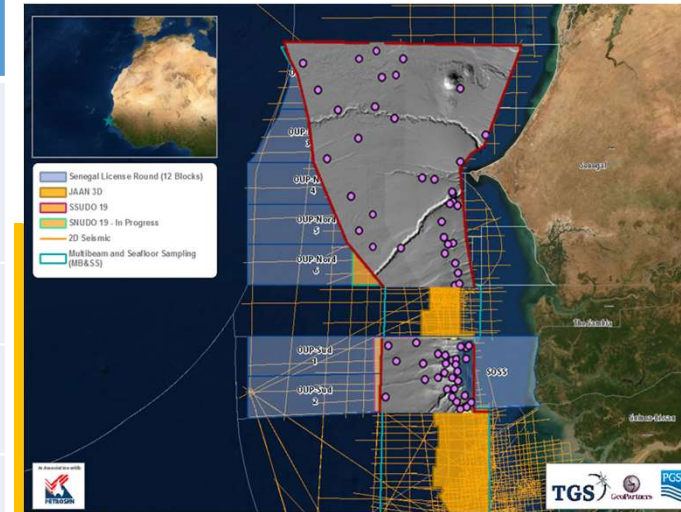 Senegal License Round (12 Blocks)
JAAN 3D
SSUDO 19
SNUDO 19 - In Progress
2D Seismic
Multibeam and Seafloor Sampling
(MB&SS)
4
OUP-Nord
5
OUP-Nord
6
OUP-Sud
1
OUP-Sud
2
SOSS
Senegal
The Gambia
Guinea-Bissau
In Association with:
PETROSEN
TGS
GeoPartners
PGS